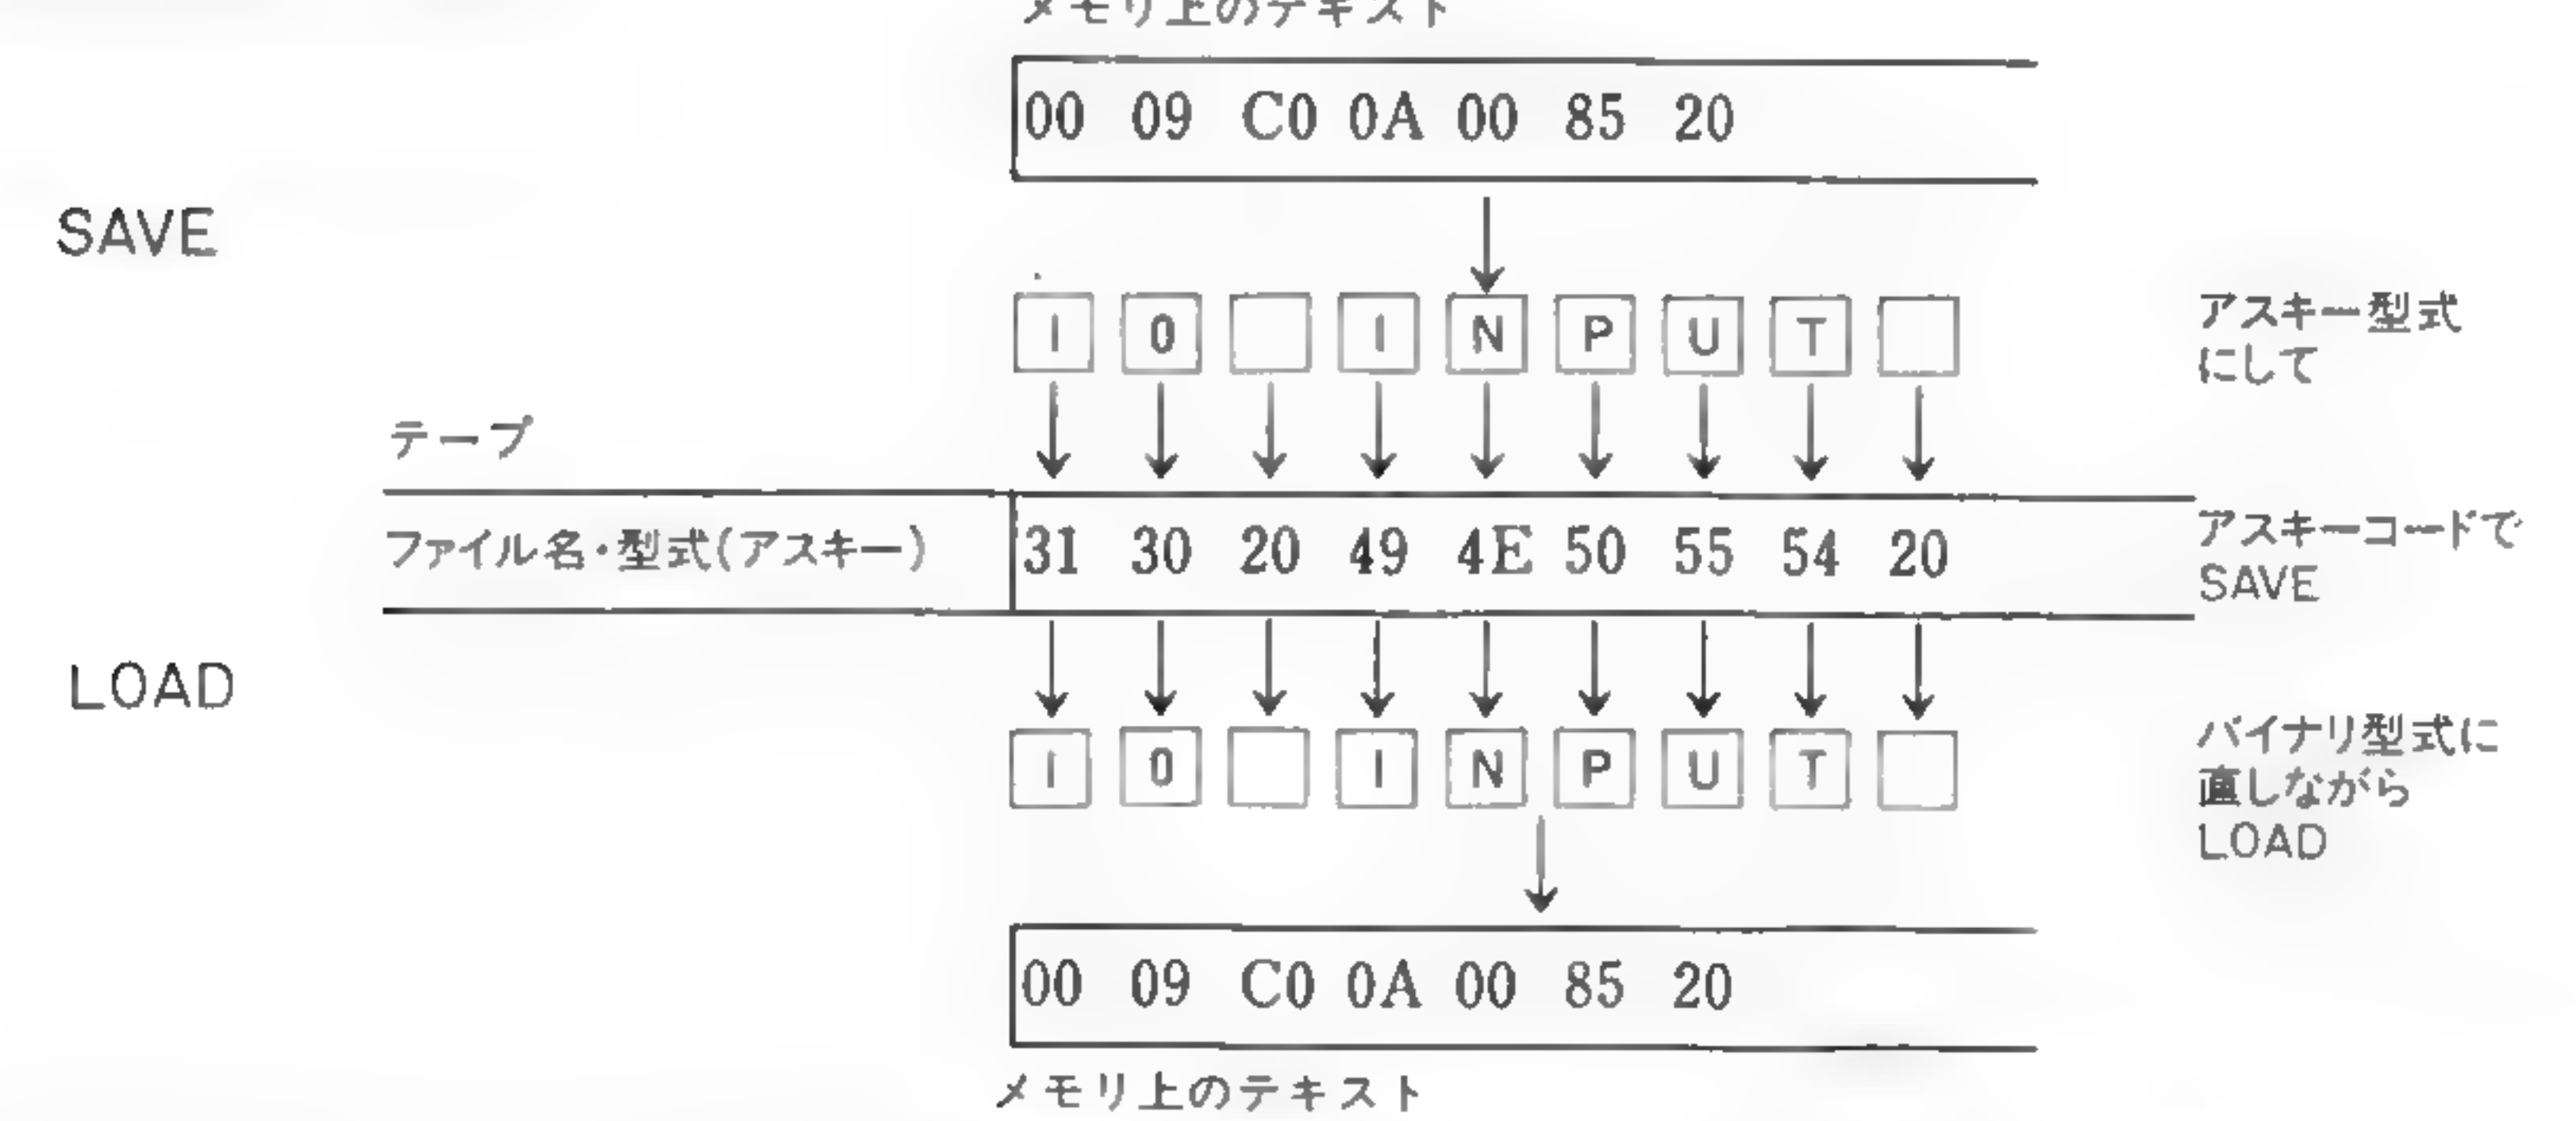 メモリ上のテキスト
00 09 C0 0A 00 85 20
SAVE
1 0 I N P U T
アスキー型式
にして
テープ
ファイル名・型式(アスキー) 31 30 20 49 4E 50 55 54 20
アスキーコードで
SAVE
LOAD
1 0 I N P U T
バイナリ型式に
直しながら
LOAD
00 09 C0 0A 00 85 20
メモリ上のテキスト